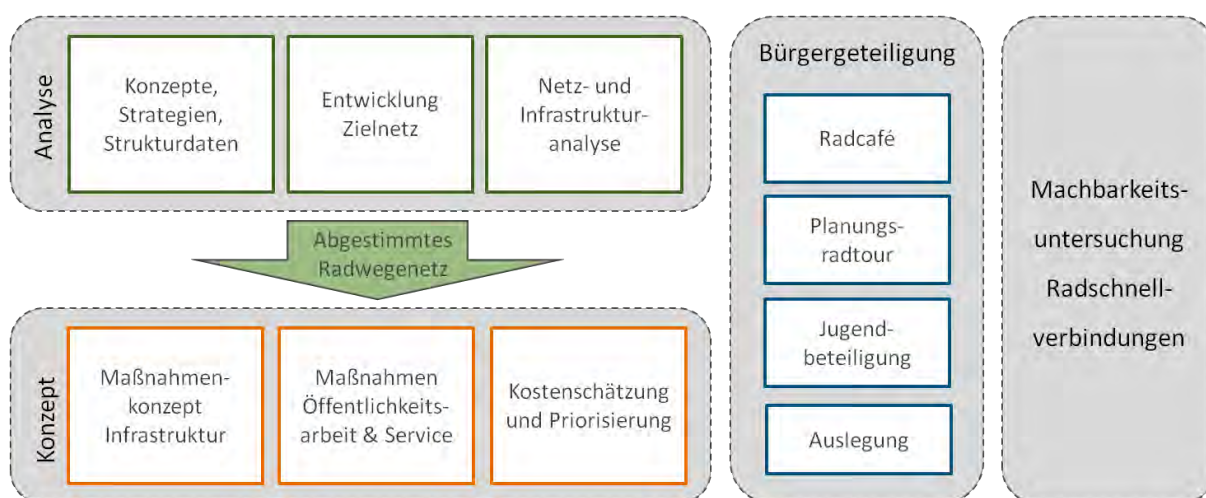 Analyse
Konzepte,
Strategien,
Strukturdaten
Entwicklung
Zielnetz
Netz- und
Infrastruktur-
analyse
Abgestimmtes
Radwegenetz
Konzept
Maßnahmen-
konzept
Infrastruktur
Maßnahmen
Öffentlichkeits-
arbeit & Service
Kostenschätzung
und Priorisierung
Bürgergeteiligung
Radcafé
Planungs-
radtour
Jugend-
beteiligung
Auslegung
Machbarkeits-
untersuchung
Radschnell-
verbindungen